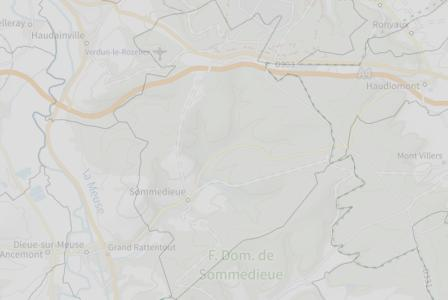 elleray
Ronvaux
Haudainville
Verdun-le-Rozelier
D903
A4
Haudiomont
Mont Villers
La Meuse
Sommedieue
Dieue-sur-Meuse
Grand Rattentout
Ancemont
F. Dom. de
Sommedieue